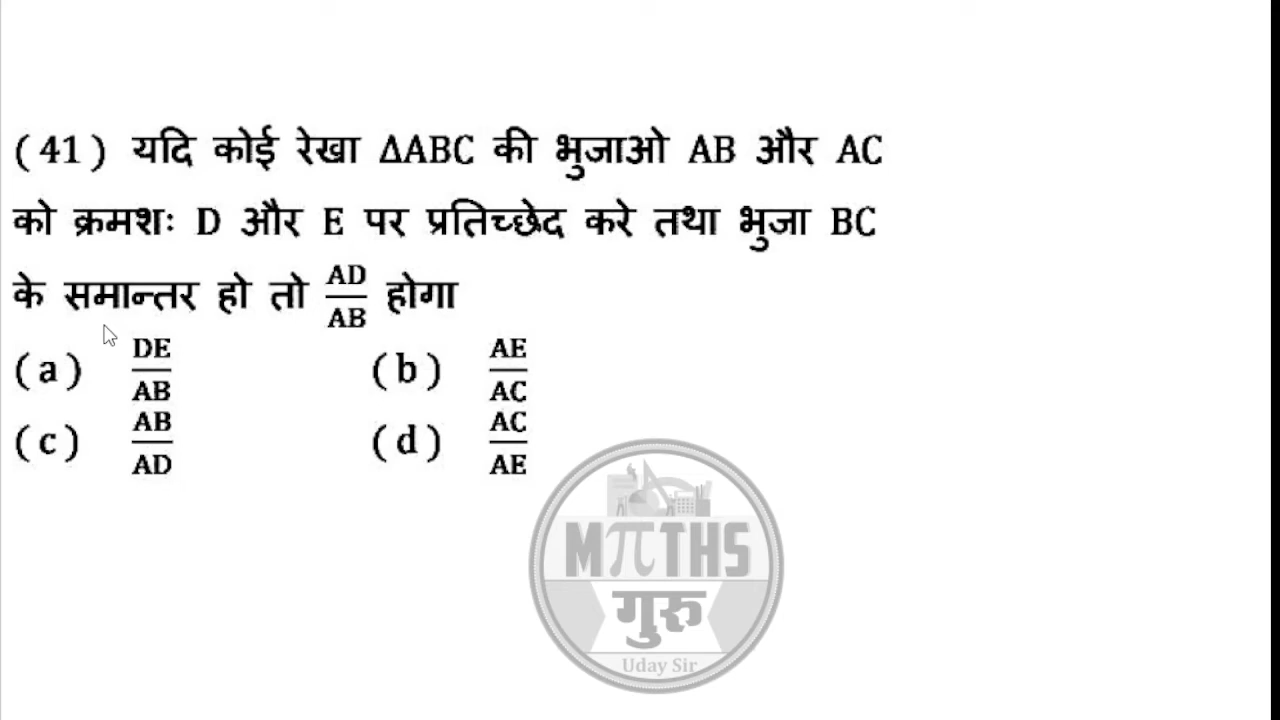 (41) यदि कोई रेखा ΔABC की भुजाओ AB और AC
को क्रमशः D और E पर प्रतिच्छेद करे तथा भुजा BC
के समान्तर हो तो AD/AB होगा
(a) DE/AB (b) AE/AC
(c) AB/AD (d) AC/AE
MπTHS
गुरु
Uday Sir